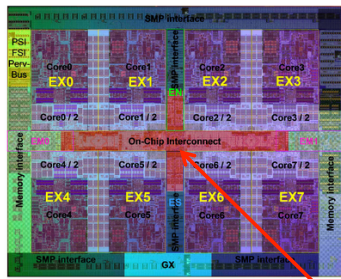 SMP interface
PSI
FSI
Perv-
Bus
Core0
EX0
Core1
EX1
SMP interface
EN
Core2
EX2
Core3
EX3
Core0 / 2
Core1 / 2
Core2 / 2
Core3 / 2
Memory interface
EM0
On-Chip Interconnect
EM1
Memory interface
Core4 / 2
Core5 / 2
Core6 / 2
Core7 / 2
EX4
Core4
EX5
Core5
ES
SMP interface
EX6
Core6
EX7
Core7
SMP interface
GX
SMP interface